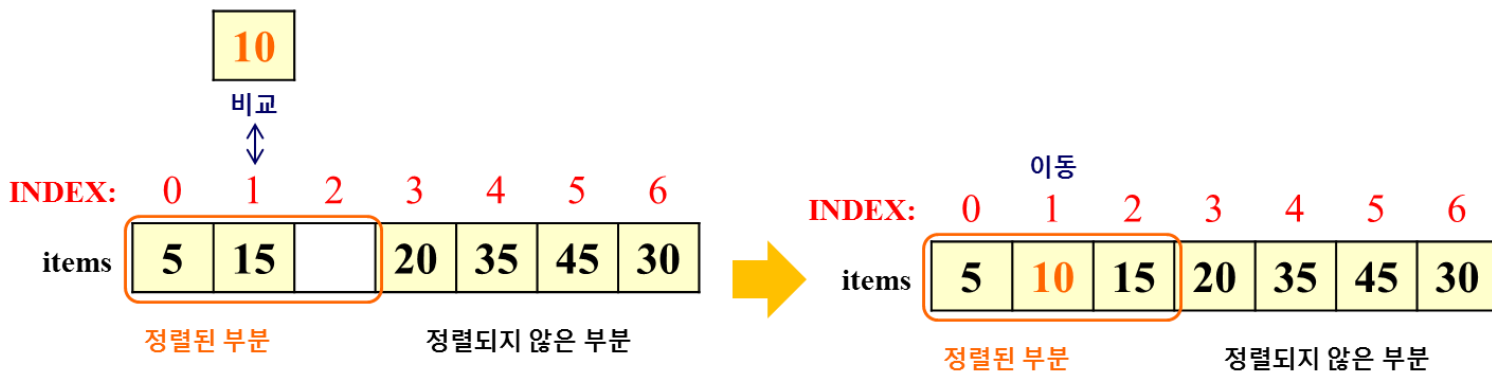 10
비교
INDEX: 0 1 2 3 4 5 6
items 5 15 20 35 45 30
정렬된 부분 정렬되지 않은 부분
이동
INDEX: 0 1 2 3 4 5 6
items 5 10 15 20 35 45 30
정렬된 부분 정렬되지 않은 부분